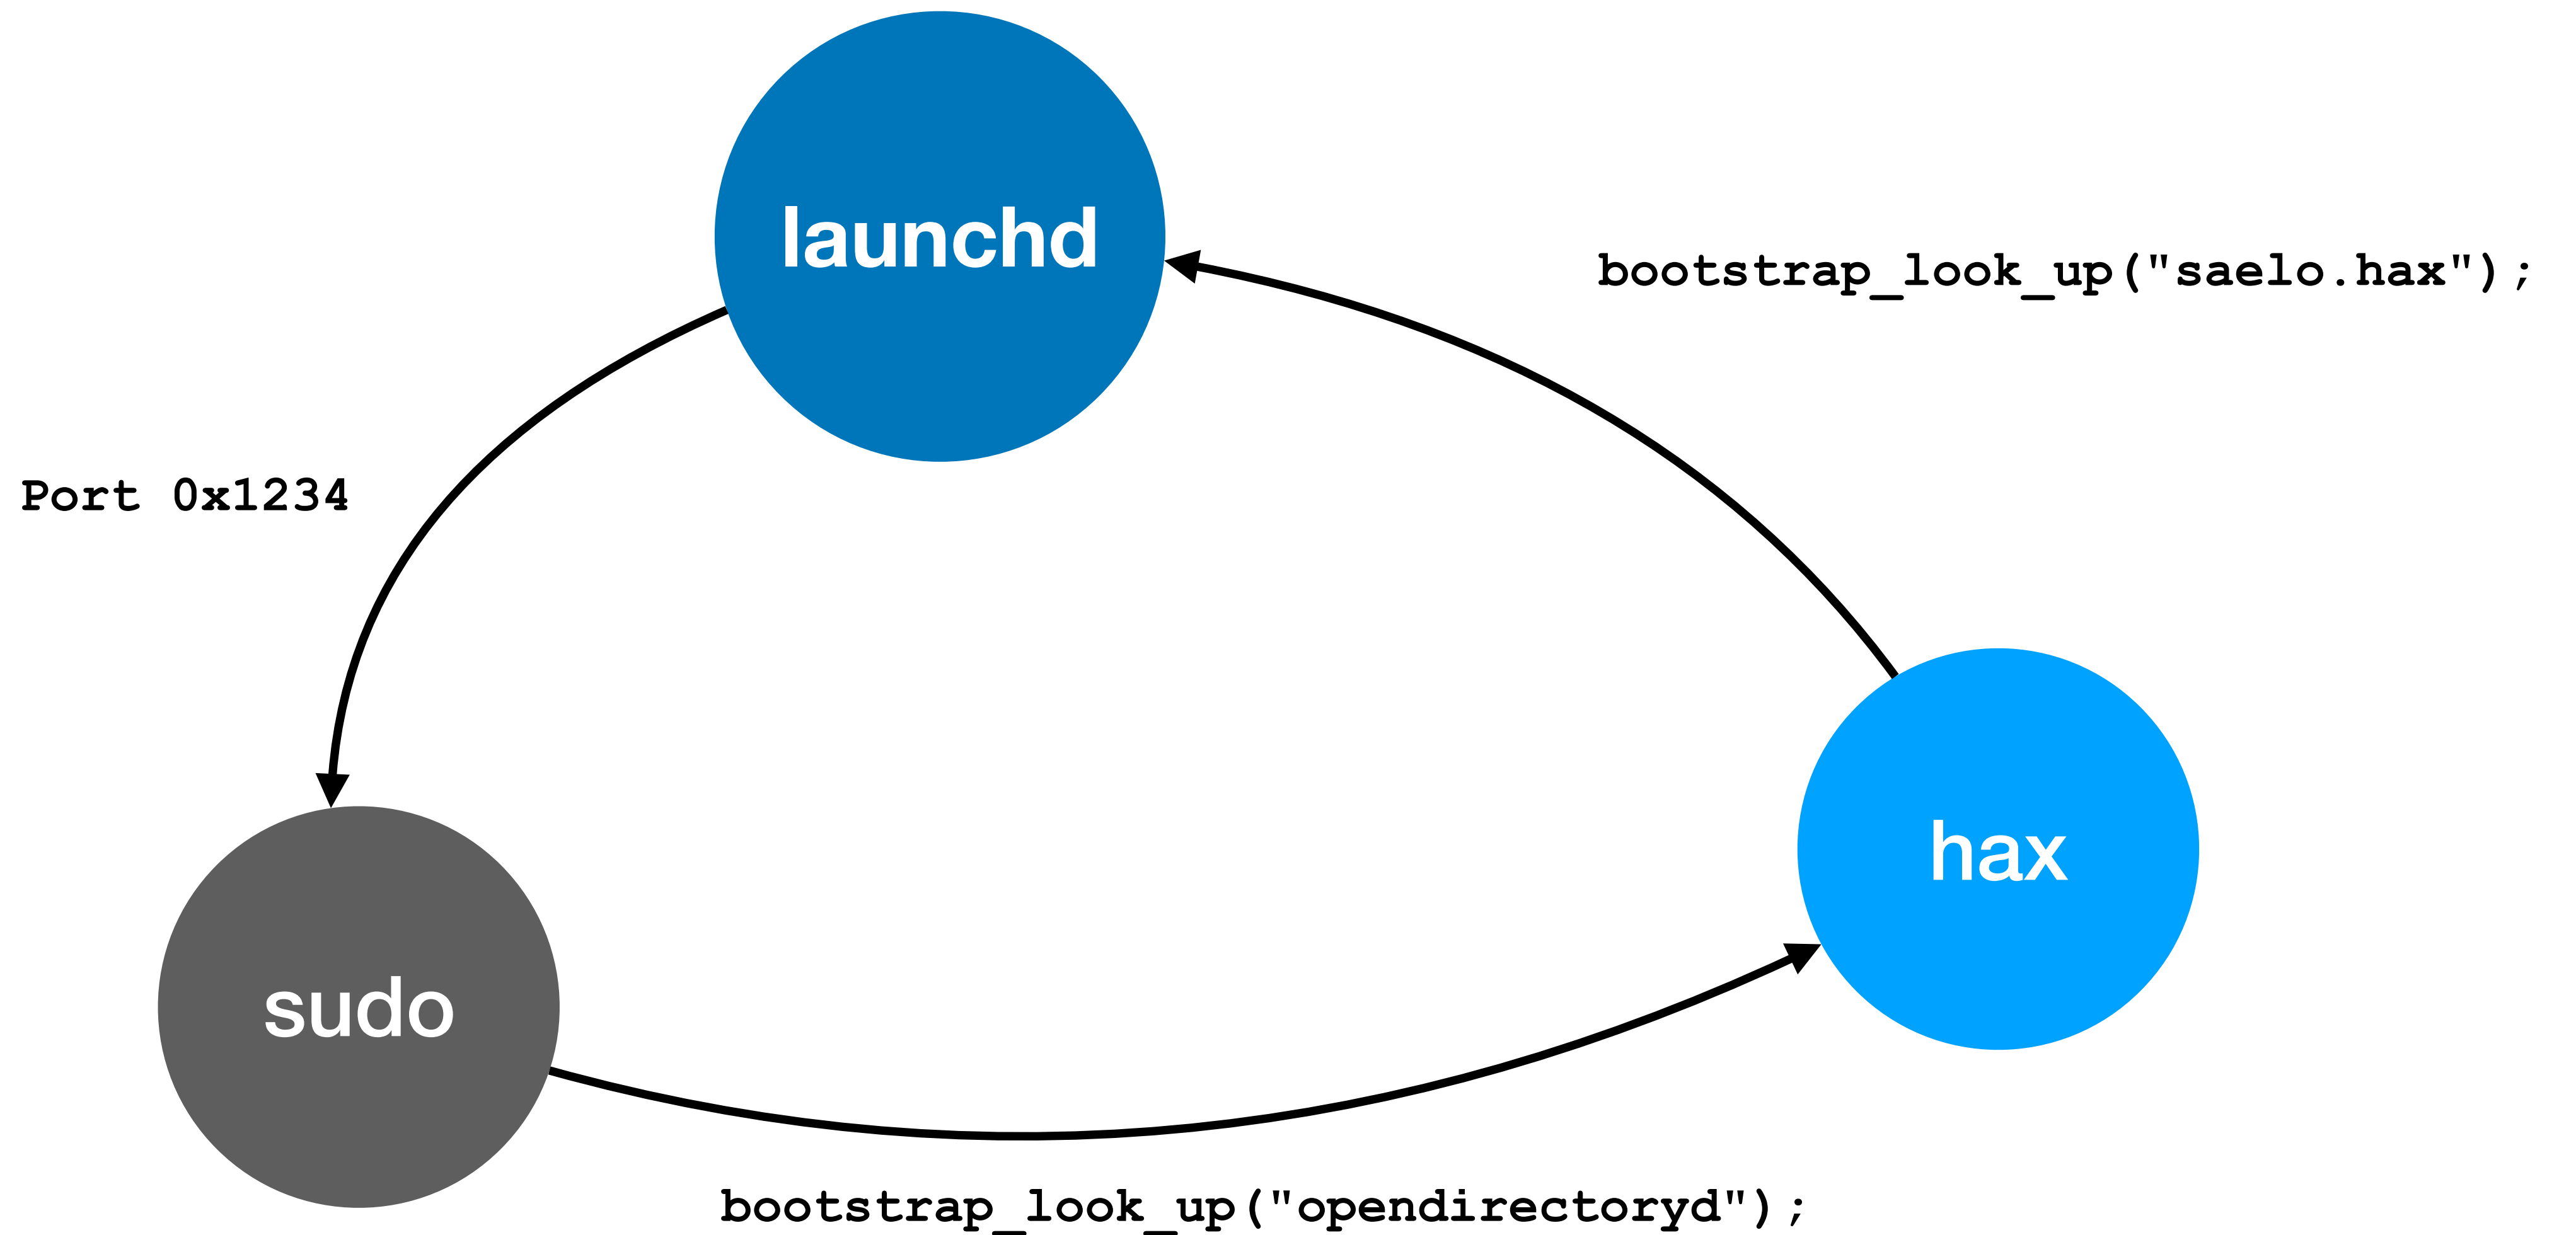 launchd
bootstrap_look_up("saelo.hax");
Port 0x1234
hax
sudo
bootstrap_look_up("opendirectoryd");